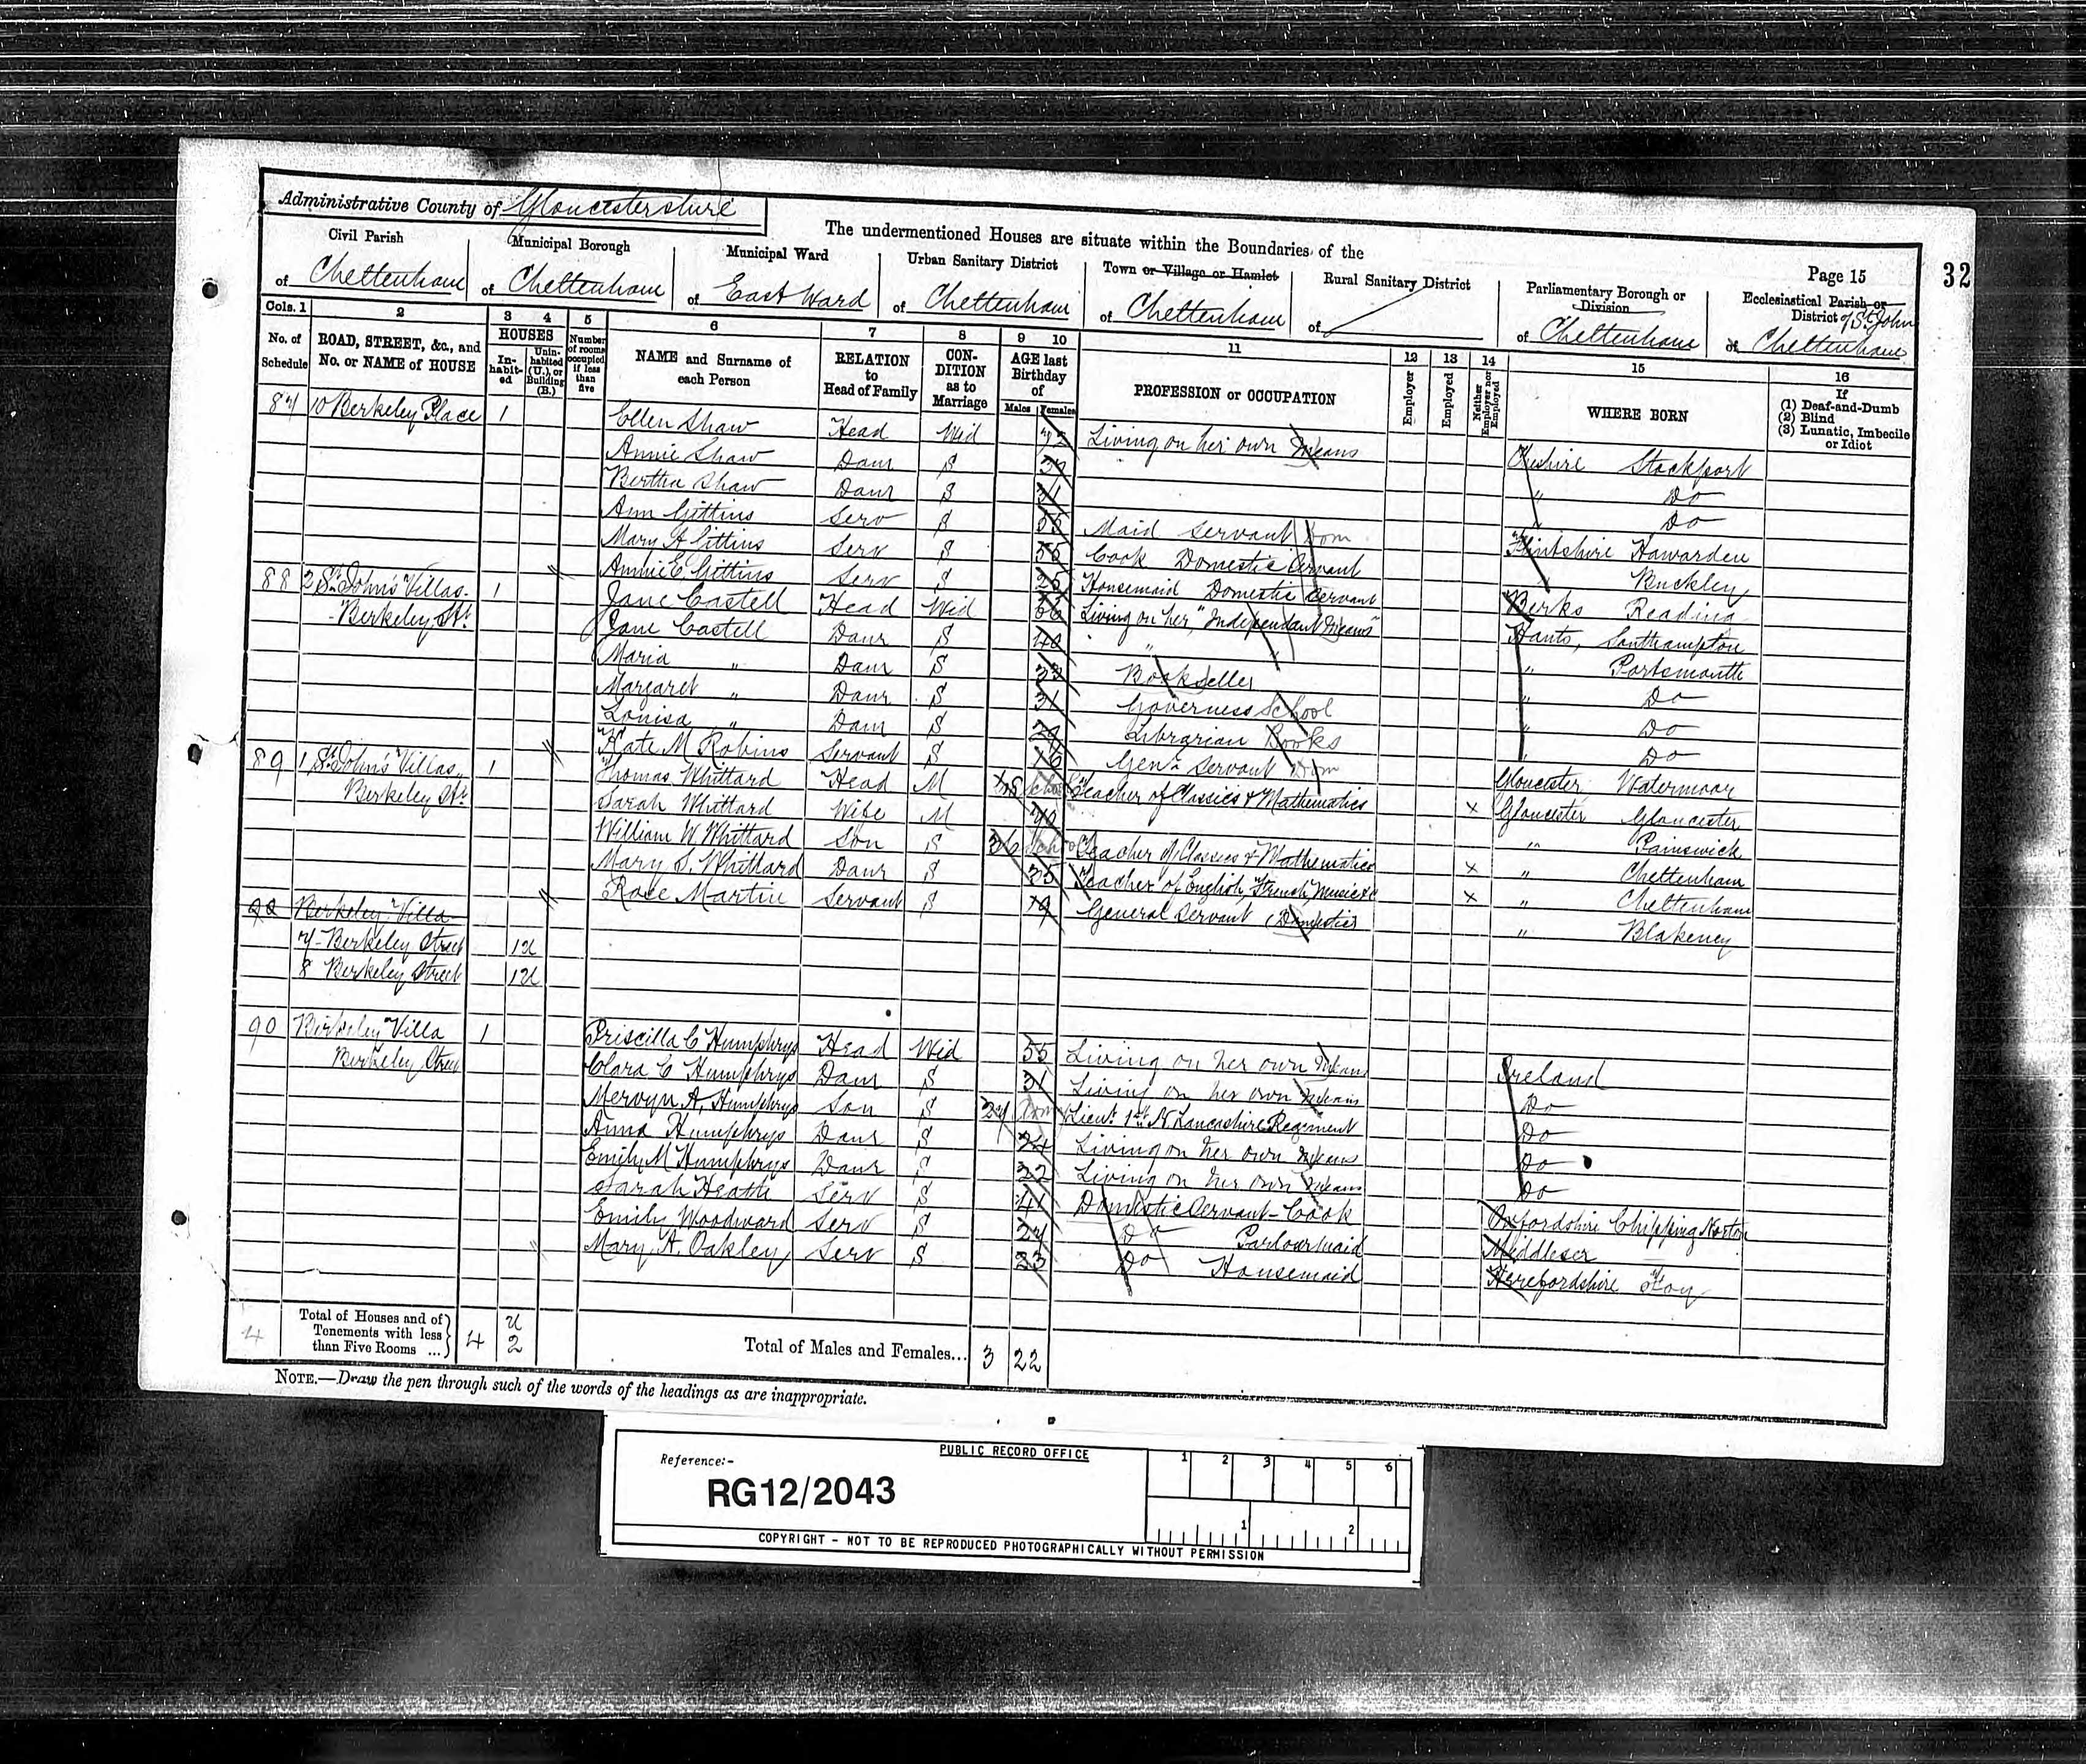 Administrative County of Gloucestershire
The undermentioned Houses are situate within the Boundaries of the
Page 15
32
Civil Parish of Cheltenham
Municipal Borough of Cheltenham
Municipal Ward of East Ward
Urban Sanitary District of Cheltenham
Town or Village or Hamlet of Cheltenham
Rural Sanitary District of
Parliamentary Borough or Division of Cheltenham
Ecclesiastical Parish or District of St. John of Cheltenham
Cols. 1 2 3 4 5 6 7 8 9 10 11 12 13 14 15 16
No. of Schedule
ROAD, STREET, &c., and No. or NAME of HOUSE
HOUSES
In-habit-ed
Unin-habited (U.), or Building (B.)
Number of rooms occupied if less than five
NAME and Surname of each Person
RELATION to Head of Family
CON-DITION as to Marriage
AGE last Birthday of
Males Females
PROFESSION or OCCUPATION
Employer
Employed
Neither Employer nor Employed
WHERE BORN
If
(1) Deaf-and-Dumb
(2) Blind
(3) Lunatic, Imbecile or Idiot
87 10 Berkeley Place 1 Ellen Shaw Head Wid Living on her own Means Cheshire Stockport
Annie Shaw Daur S " Do
Bertha Shaw Daur S 31 " Do
Ann Gittins Serv S Maid Servant Dom Flintshire Hawarden
Mary A Gittins Serv S Cook Domestic Servant Buckley
Annie E. Gittins Serv S 25 Housemaid Domestic Servant Berks Reading
88 2 St. John's Villas - Berkeley St. 1 Jane Castell Head Wid 66 Living on her "Independant Means" Hants, Southampton
Jane Castell Daur S 40 " " " Portsmouth
Maria " Daur S 33 Bookseller " Do
Margaret " Daur S 31 Governess School " Do
Louisa " Daur S Librarian Books " Do
Kate M Robins Servant S 16 Genl Servant Dom Gloucester Watermoor
89 1 St. John's Villas, Berkeley St. 1 Thomas Whittard Head M Teacher of Classics & Mathematics × Gloucester Gloucester
Sarah Whittard Wife M " Painswick
William W. Whittard Son S 36 Teacher of Classics & Mathematics × " Cheltenham
Mary S. Whittard Daur S 35 Teacher of English, French, Music &c × " Cheltenham
Rose Martin Servant S 19 General Servant (Domestic) " Blakeney
90 Berkeley Villa
7 - Berkeley Street 1 U
8 Berkeley Street 1 U
90 Berkeley Villa Berkeley Street 1 Priscilla C Humphrys Head Wid 55 Living on her own Means Ireland
Clara C Humphrys Daur S 31 Living on her own Means Do
Mervyn A. Humphrys Son S 27 Lieut. 1st N Lancashire Regiment Do
Anna Humphrys Daur S 24 Living on her own Means Do
Emily M Humphrys Daur S 22 Living on her own Means Do
Sarah Heath Serv S 41 Domestic Servant - Cook Oxfordshire Chipping Norton
Emily Woodward Serv S 27 Do Parlourmaid Middlesex
Mary A. Oakley Serv S 23 Do Housemaid Herefordshire Hay
4 Total of Houses and of Tenements with less than Five Rooms ... 4 U 2
Total of Males and Females... 3 22
NOTE.—Draw the pen through such of the words of the headings as are inappropriate.
PUBLIC RECORD OFFICE
Reference:-
RG12/2043
1 2 3 4 5 6
1 2
COPYRIGHT - NOT TO BE REPRODUCED PHOTOGRAPHICALLY WITHOUT PERMISSION